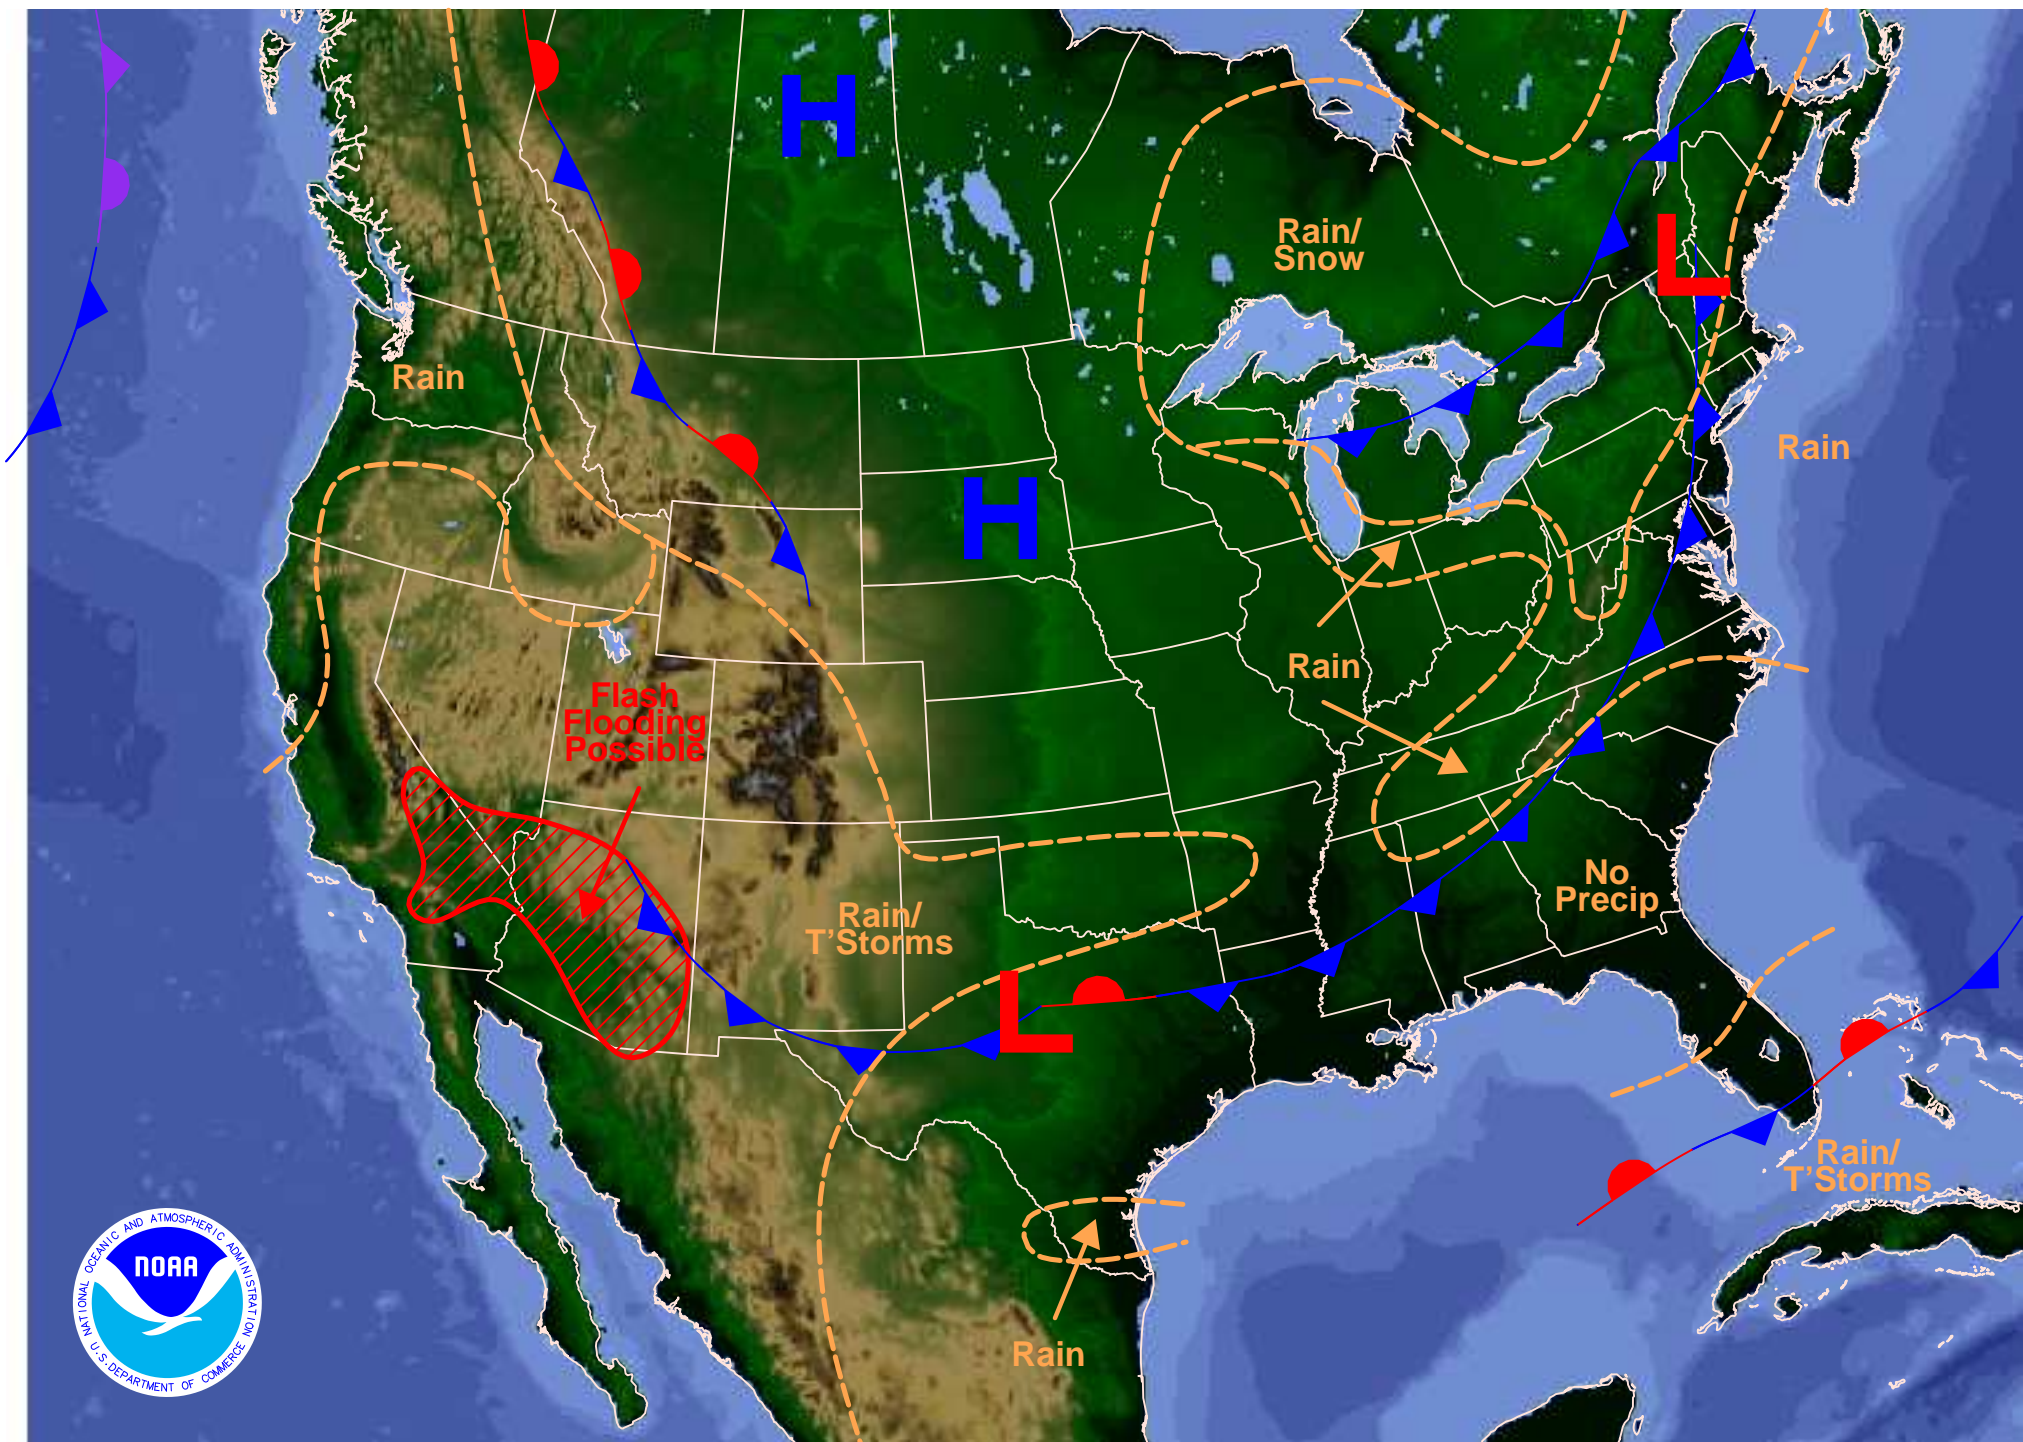 H
Rain/
Snow
L
Rain
Rain
H
Rain
Flash
Flooding
Possible
No
Precip
Rain/
T'Storms
L
Rain/
T'Storms
Rain
NATIONAL OCEANIC AND ATMOSPHERIC ADMINISTRATION
NOAA
U.S. DEPARTMENT OF COMMERCE